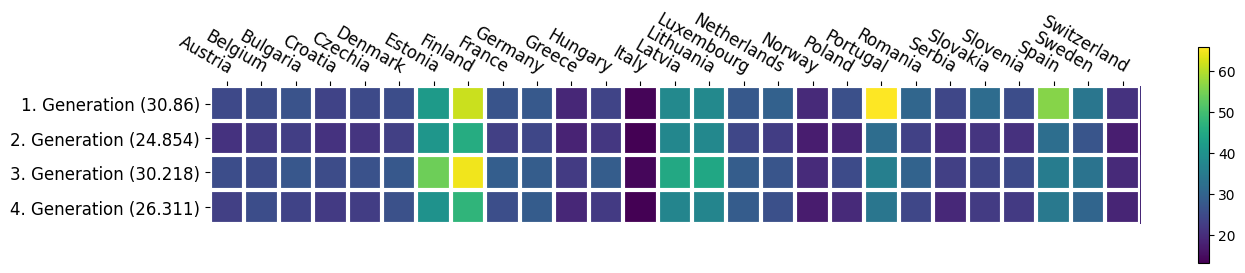 Austria
Belgium
Bulgaria
Croatia
Czechia
Denmark
Estonia
Finland
France
Germany
Greece
Hungary
Italy
Latvia
Lithuania
Luxembourg
Netherlands
Norway
Poland
Portugal
Romania
Serbia
Slovakia
Slovenia
Spain
Sweden
Switzerland
1. Generation (30.86)
2. Generation (24.854)
3. Generation (30.218)
4. Generation (26.311)
60
50
40
30
20